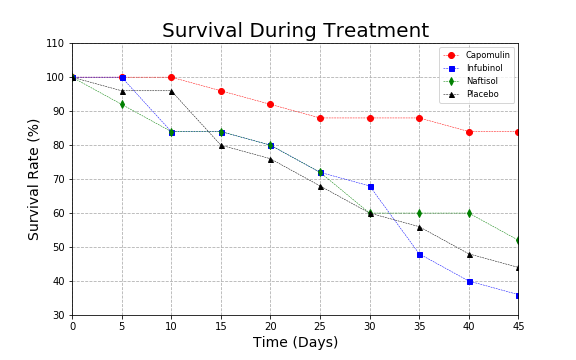 Survival During Treatment
110
100
90
80
70
60
50
40
30
Survival Rate (%)
Capomulin
Infubinol
Naftisol
Placebo
0 5 10 15 20 25 30 35 40 45
Time (Days)